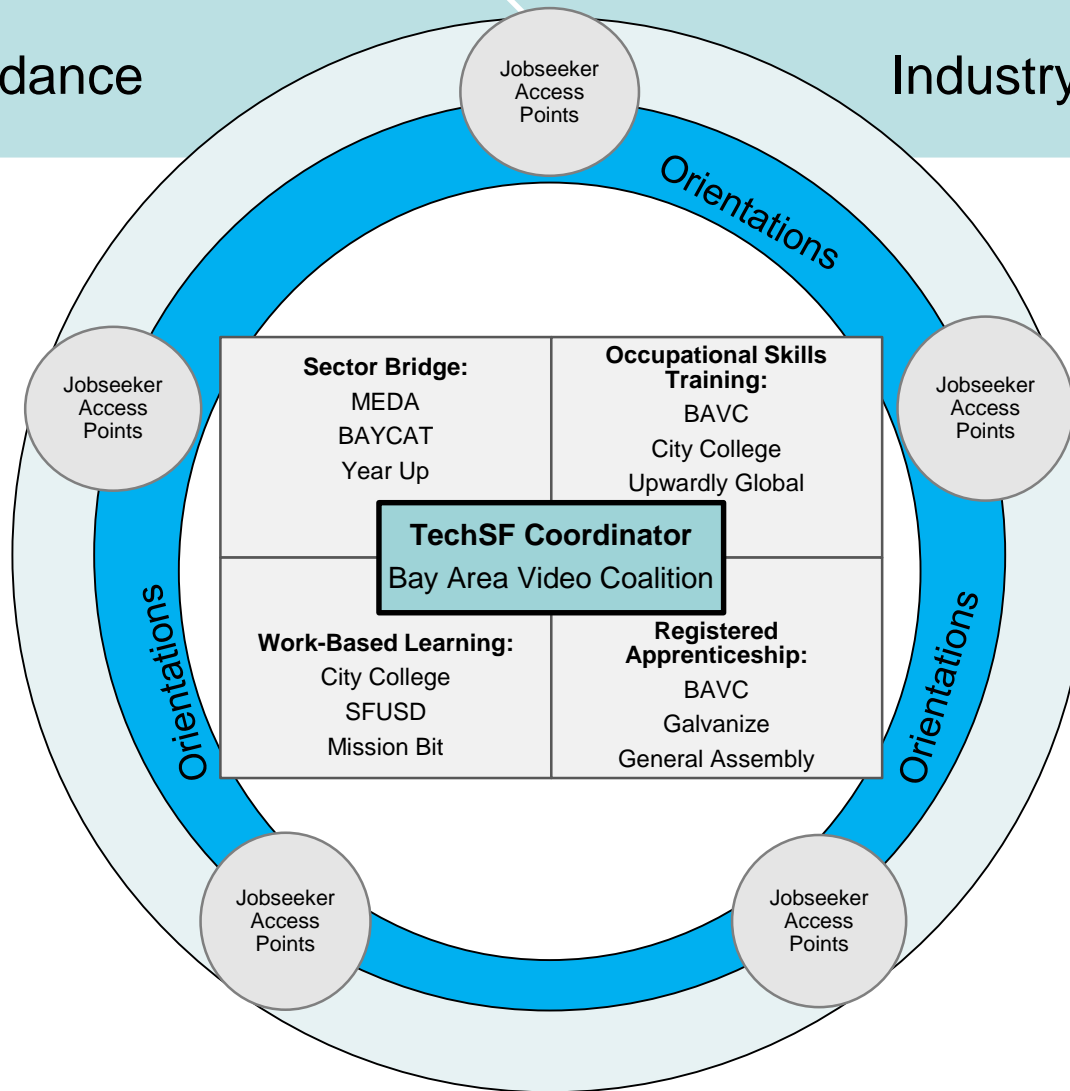 dance
Industry
Jobseeker
Access
Points
Orientations
Jobseeker
Access
Points
Jobseeker
Access
Points
Sector Bridge:
MEDA
BAYCAT
Year Up
Occupational Skills
Training:
BAVC
City College
Upwardly Global
TechSF Coordinator
Bay Area Video Coalition
Work-Based Learning:
City College
SFUSD
Mission Bit
Registered
Apprenticeship:
BAVC
Galvanize
General Assembly
Orientations
Orientations
Jobseeker
Access
Points
Jobseeker
Access
Points